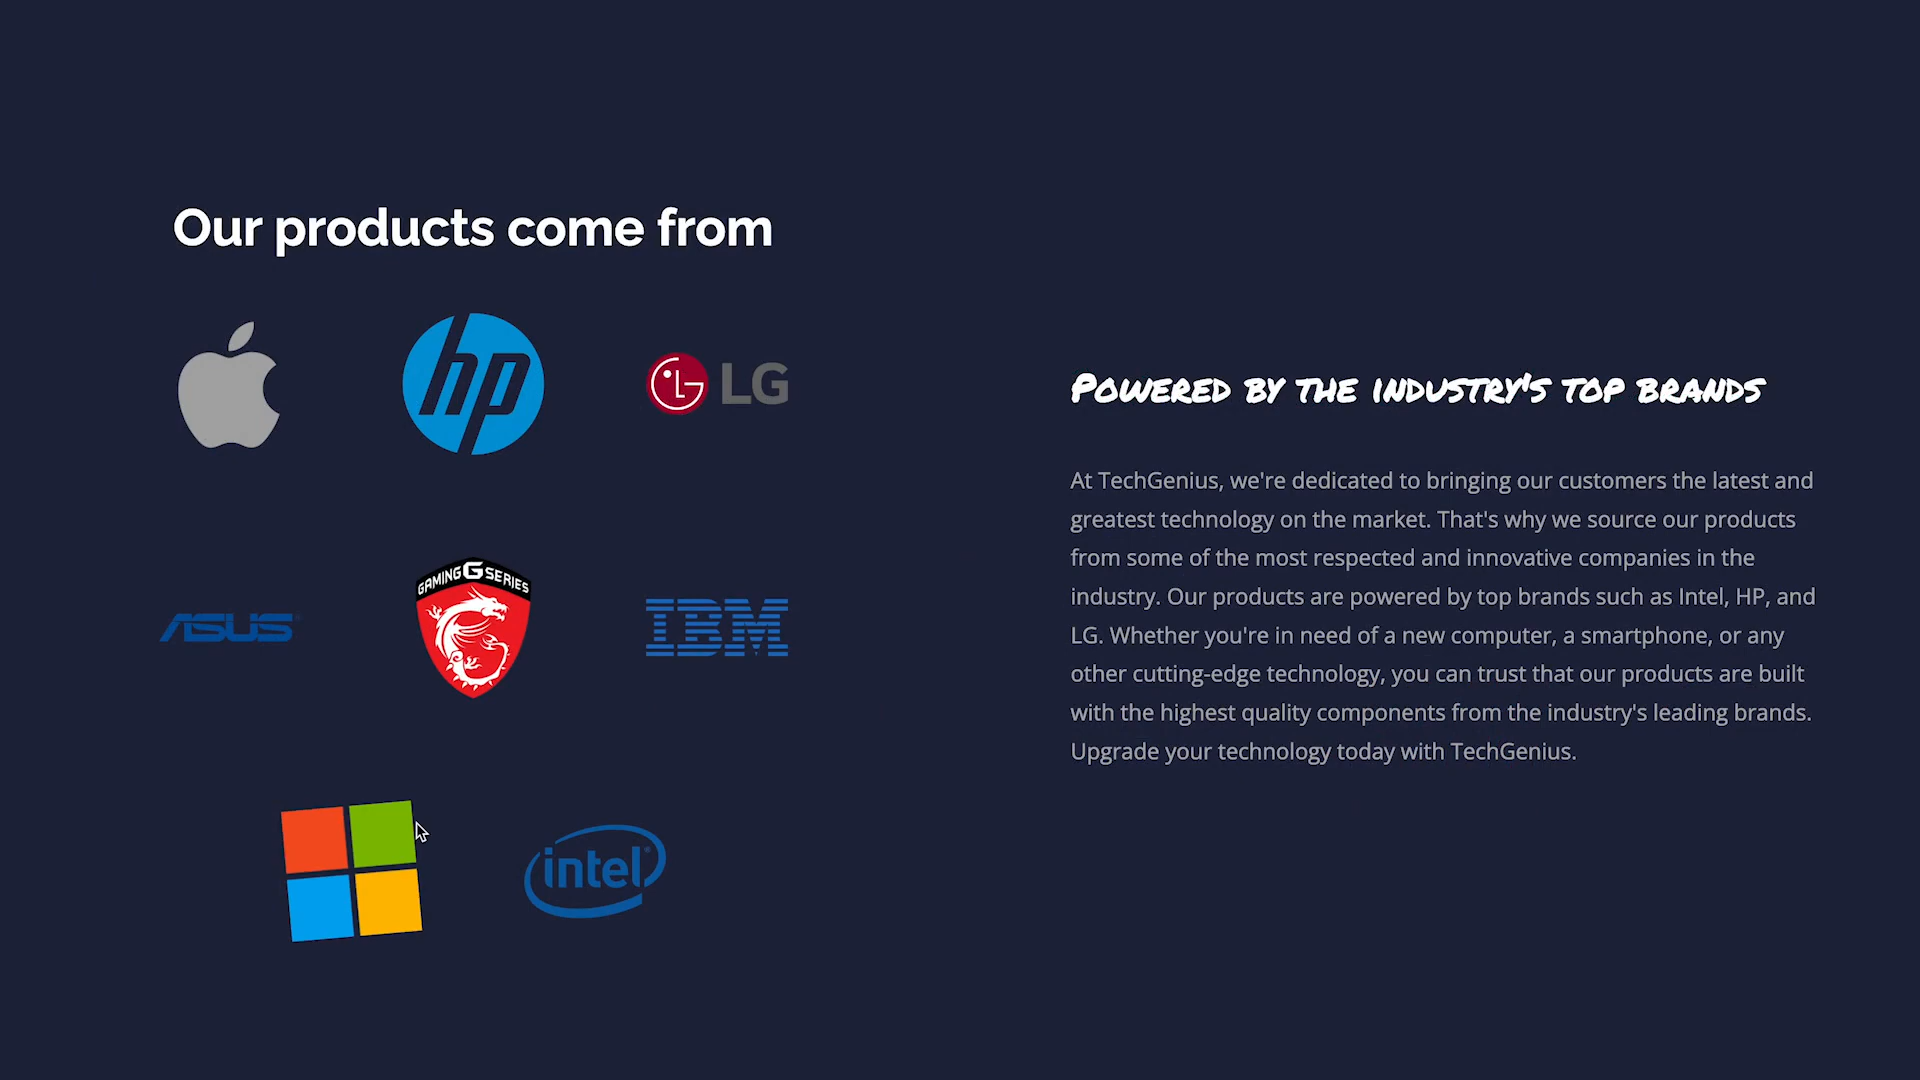 Our products come from
hp
LG
ASUS
GAMING G SERIES
IBM
intel
Powered by the industry's top brands
At TechGenius, we're dedicated to bringing our customers the latest and
greatest technology on the market. That's why we source our products
from some of the most respected and innovative companies in the
industry. Our products are powered by top brands such as Intel, HP, and
LG. Whether you're in need of a new computer, a smartphone, or any
other cutting-edge technology, you can trust that our products are built
with the highest quality components from the industry's leading brands.
Upgrade your technology today with TechGenius.